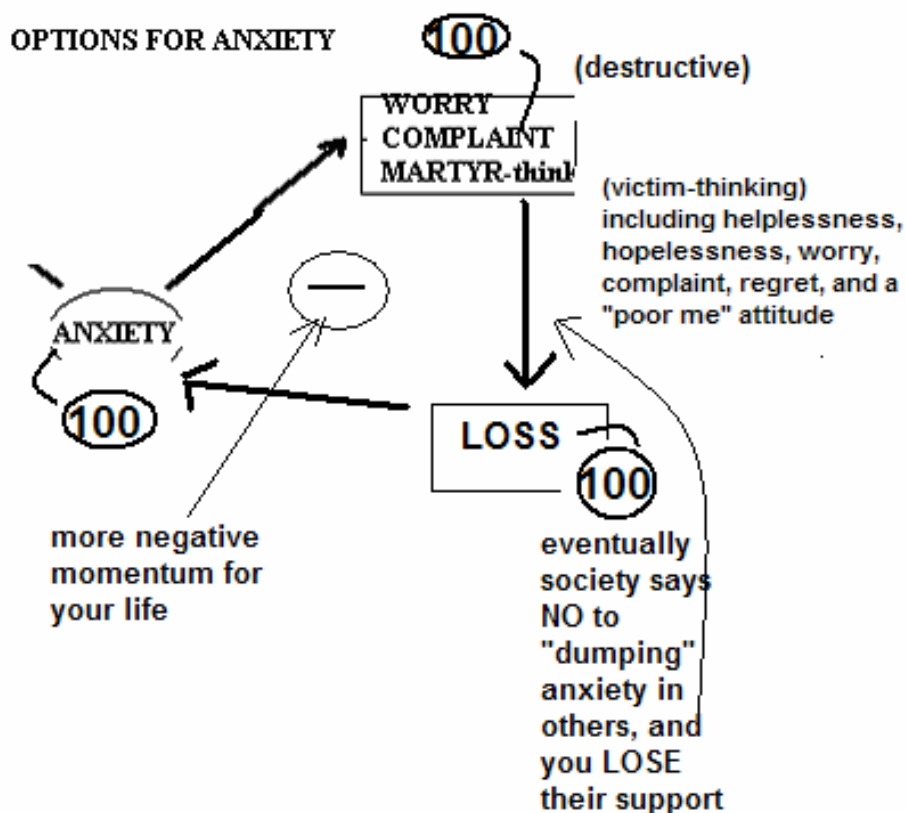 OPTIONS FOR ANXIETY
100
(destructive)
WORRY
COMPLAINT
MARTYR-think
(victim-thinking)
including helplessness,
hopelessness, worry,
complaint, regret, and a
"poor me" attitude
ANXIETY
100
LOSS
100
more negative
momentum for
your life
eventually
society says
NO to
"dumping"
anxiety in
others, and
you LOSE
their support